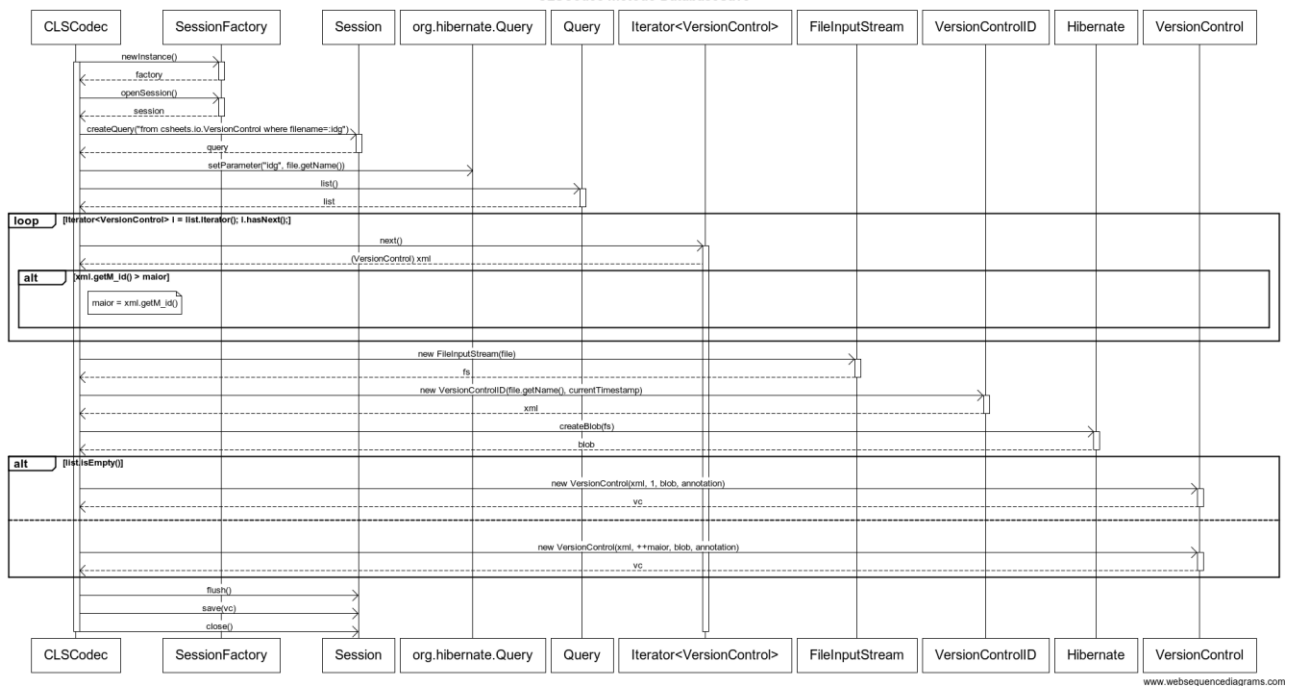 CLSCodec SessionFactory Session org.hibernate.Query Query Iterator<VersionControl> FileInputStream VersionControlID Hibernate VersionControl
newInstance()
factory
openSession()
session
createQuery("from csheets.io.VersionControl where filename=:idg")
query
setParameter("idg", file.getName())
list()
list
loop [Iterator<VersionControl> i = list.iterator(); i.hasNext();]
next()
(VersionControl) xml
alt [xml.getM_id() > maior]
maior = xml.getM_id()
new FileInputStream(file)
fs
new VersionControlID(file.getName(), currentTimestamp)
xml
createBlob(fs)
blob
alt [list.isEmpty()]
new VersionControl(xml, 1, blob, annotation)
vc
new VersionControl(xml, ++maior, blob, annotation)
vc
flush()
save(vc)
close()
CLSCodec SessionFactory Session org.hibernate.Query Query Iterator<VersionControl> FileInputStream VersionControlID Hibernate VersionControl
www.websequencediagrams.com